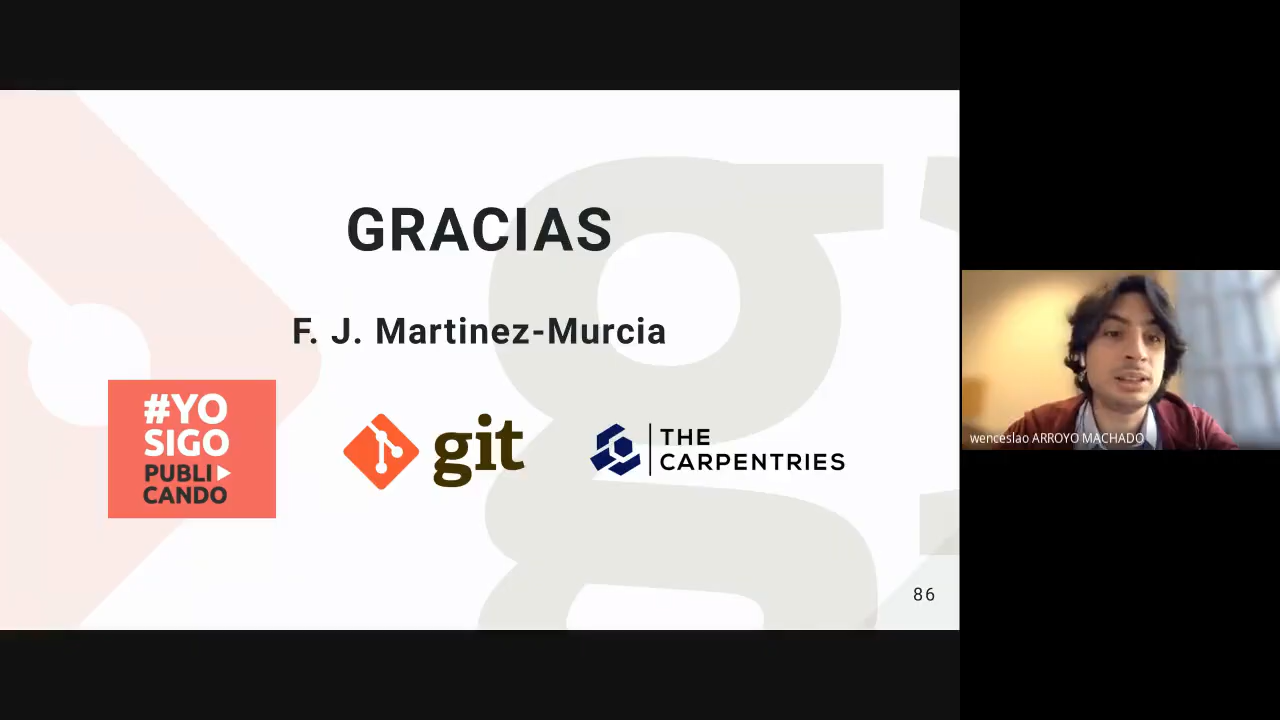 GRACIAS
F. J. Martinez-Murcia
#YO
SIGO
PUBLI
CANDO
git
THE
CARPENTRIES
86
wenceslao ARROYO MACHADO